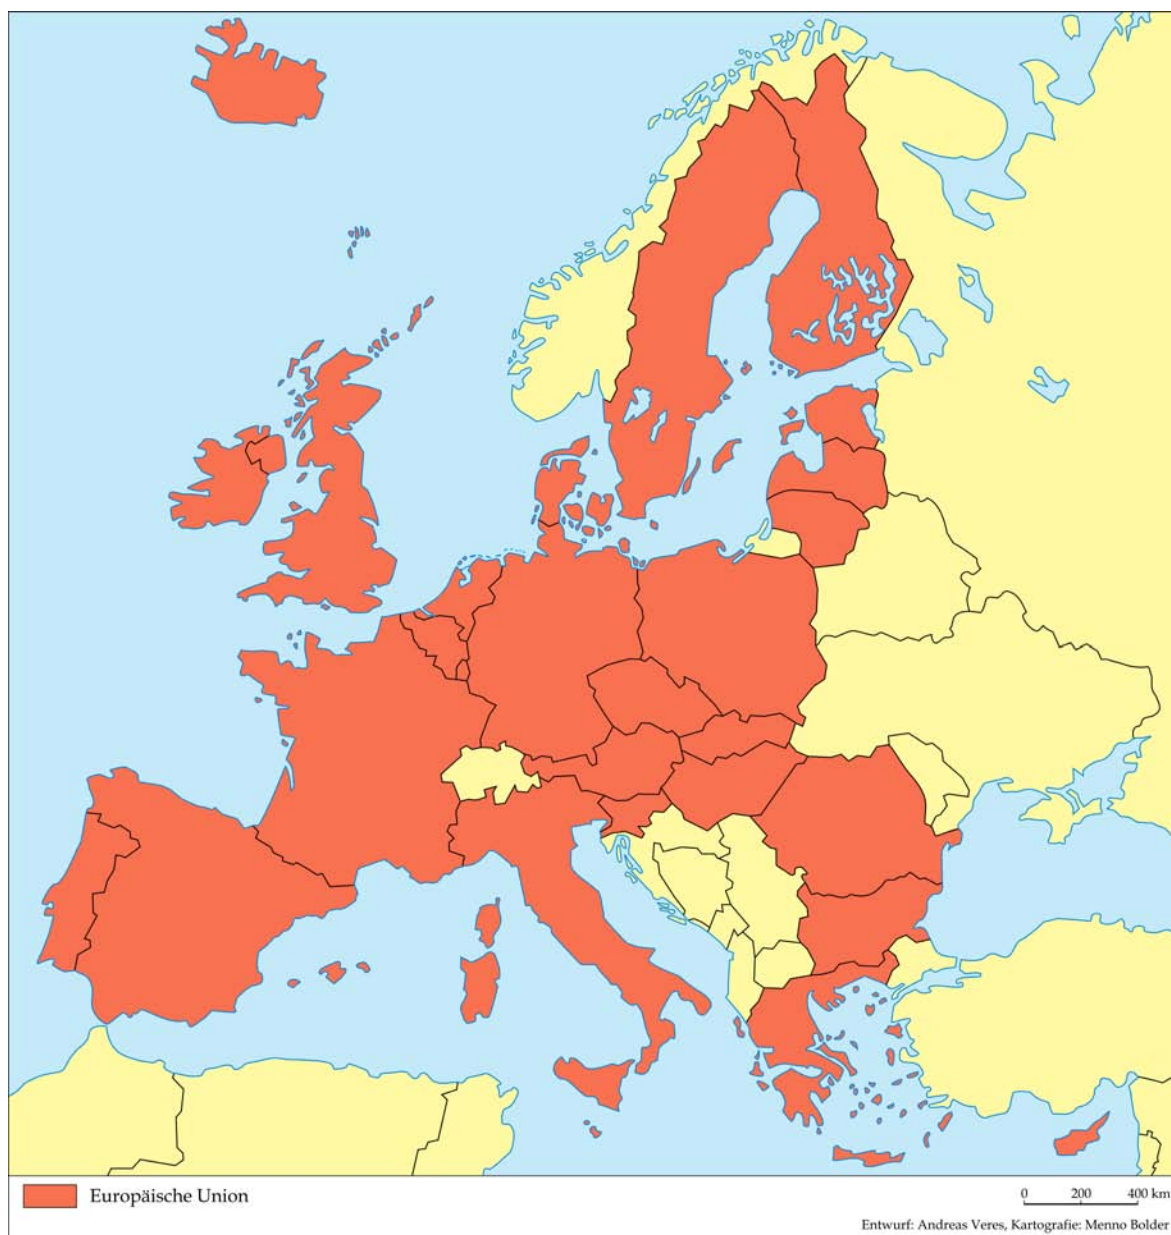 Europäische Union
0 200 400 km
Entwurf: Andreas Veres, Kartografie: Menno Bolder